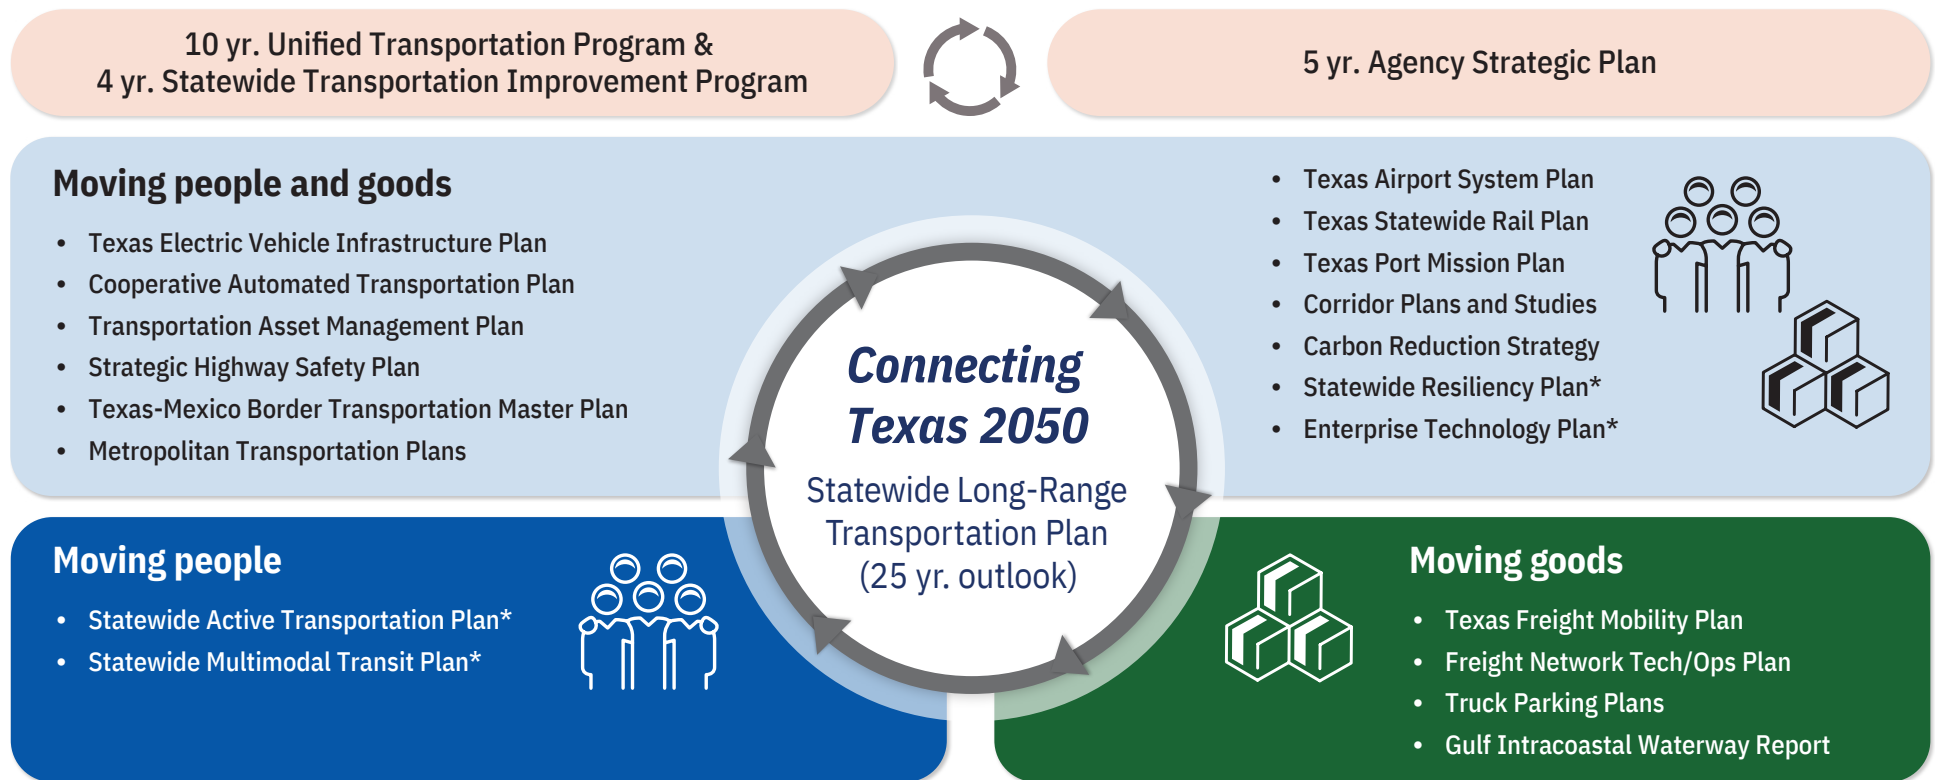 10 yr. Unified Transportation Program &
4 yr. Statewide Transportation Improvement Program
5 yr. Agency Strategic Plan
Moving people and goods
• Texas Electric Vehicle Infrastructure Plan
• Cooperative Automated Transportation Plan
• Transportation Asset Management Plan
• Strategic Highway Safety Plan
• Texas-Mexico Border Transportation Master Plan
• Metropolitan Transportation Plans
• Texas Airport System Plan
• Texas Statewide Rail Plan
• Texas Port Mission Plan
• Corridor Plans and Studies
• Carbon Reduction Strategy
• Statewide Resiliency Plan*
• Enterprise Technology Plan*
Connecting
Texas 2050
Statewide Long-Range
Transportation Plan
(25 yr. outlook)
Moving people
• Statewide Active Transportation Plan*
• Statewide Multimodal Transit Plan*
Moving goods
• Texas Freight Mobility Plan
• Freight Network Tech/Ops Plan
• Truck Parking Plans
• Gulf Intracoastal Waterway Report